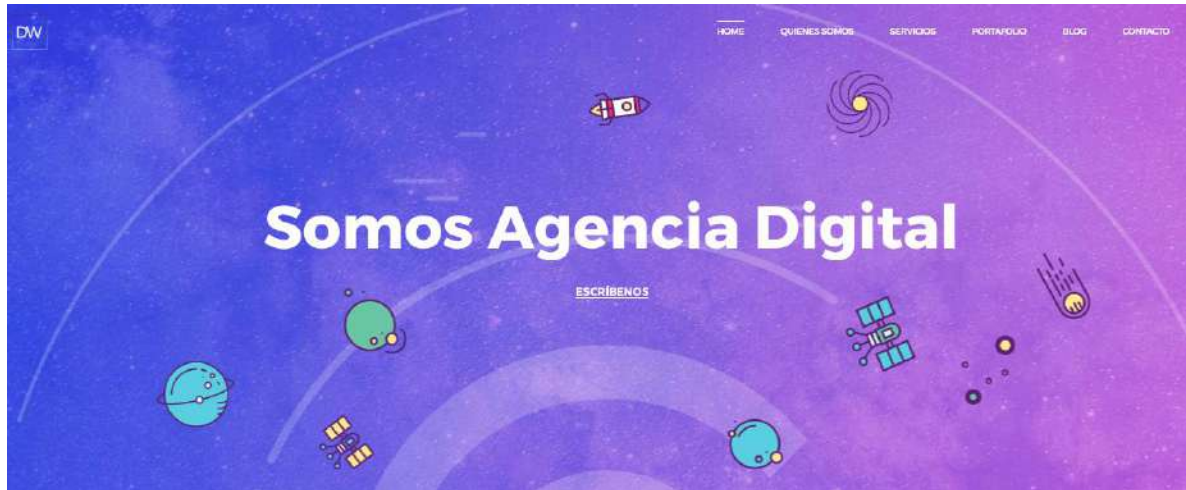 DW
HOME QUIENES SOMOS SERVICIOS PORTAFOLIO BLOG CONTACTO
Somos Agencia Digital
ESCRÍBENOS